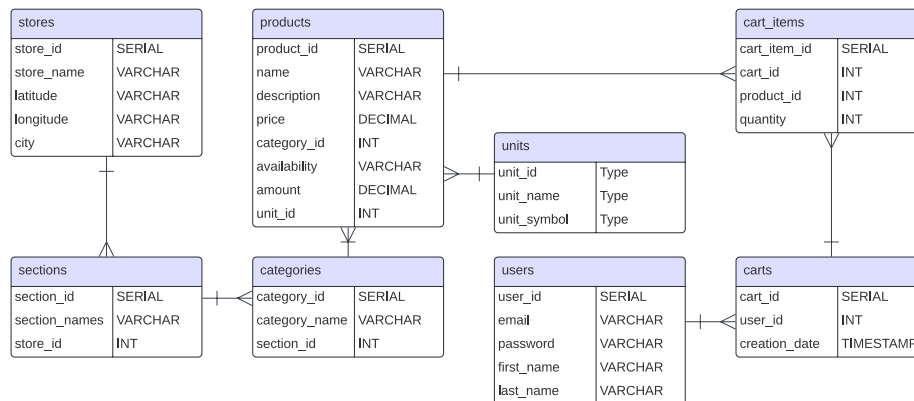 stores
store_id SERIAL
store_name VARCHAR
latitude VARCHAR
longitude VARCHAR
city VARCHAR
products
product_id SERIAL
name VARCHAR
description VARCHAR
price DECIMAL
category_id INT
availability VARCHAR
amount DECIMAL
unit_id INT
cart_items
cart_item_id SERIAL
cart_id INT
product_id INT
quantity INT
units
unit_id Type
unit_name Type
unit_symbol Type
sections
section_id SERIAL
section_names VARCHAR
store_id INT
categories
category_id SERIAL
category_name VARCHAR
section_id INT
users
user_id SERIAL
email VARCHAR
password VARCHAR
first_name VARCHAR
last_name VARCHAR
carts
cart_id SERIAL
user_id INT
creation_date TIMESTAMP